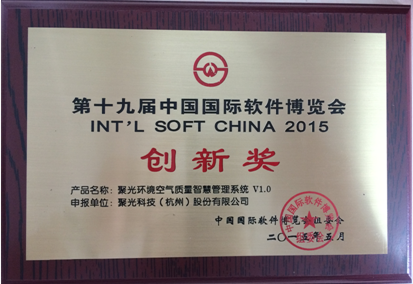 第十九届中国国际软件博览会
INT'L SOFT CHINA 2015
创新奖
产品名称：聚光环境空气质量智慧管理系统 V1.0
申报单位：聚光科技（杭州）股份有限公司
中国国际软件博览会组委会
二〇一五年五月